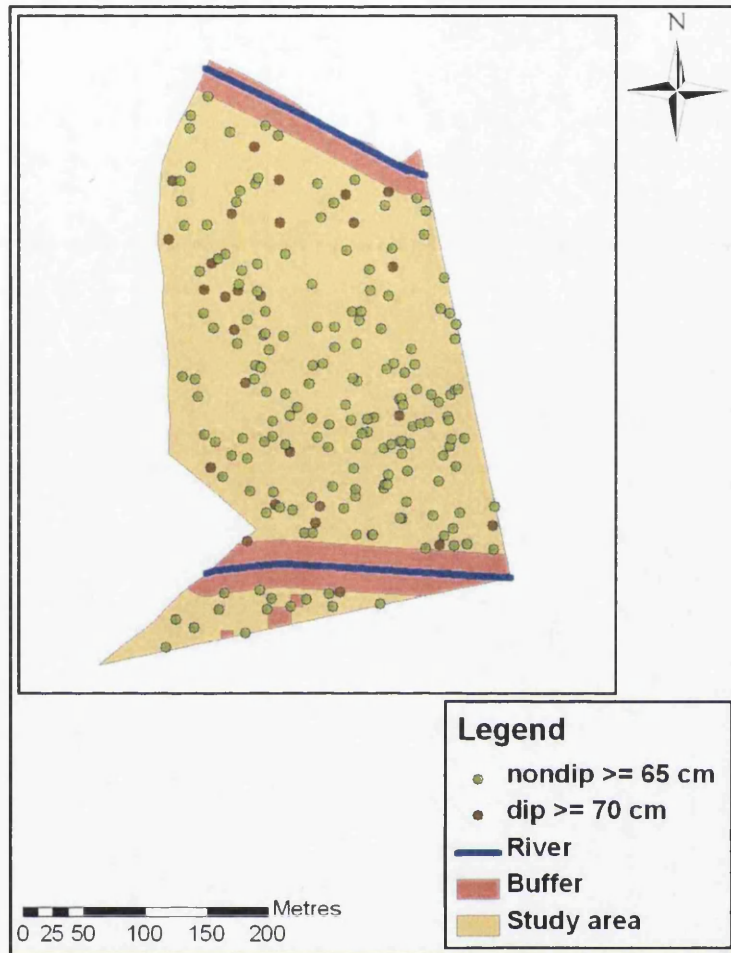 N
Legend
nondip >= 65 cm
dip >= 70 cm
River
Buffer
Study area
Metres
0 25 50 100 150 200